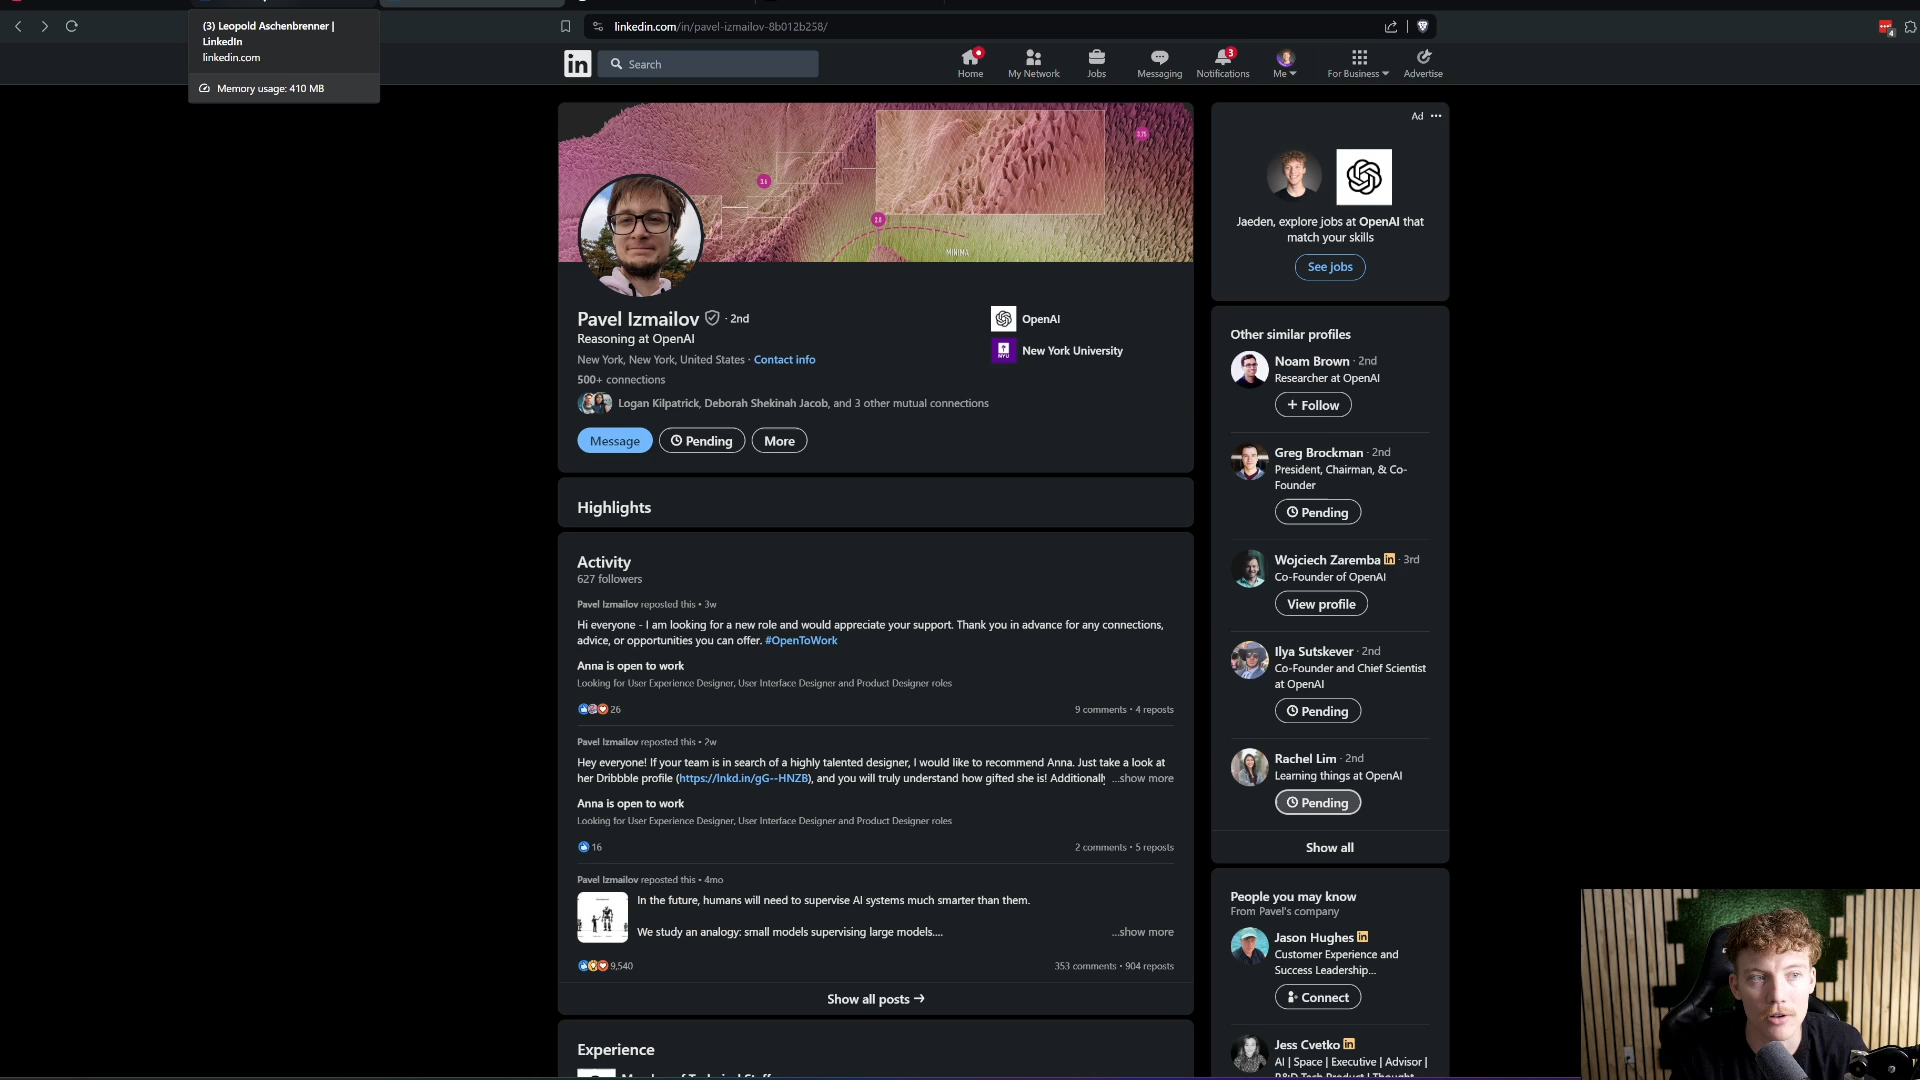 (3) Leopold Aschenbrenner |
LinkedIn
linkedin.com
Memory usage: 410 MB
linkedin.com/in/pavel-izmailov-8b012b258/
4
in
Search
Home
My Network
Jobs
Messaging
3
Notifications
Me
For Business
Advertise
3.6
2.8
3.75
MINIMA
Pavel Izmailov · 2nd
Reasoning at OpenAI
New York, New York, United States · Contact info
500+ connections
Logan Kilpatrick, Deborah Shekinah Jacob, and 3 other mutual connections
Message
Pending
More
OpenAI
NYU
New York University
Highlights
Activity
627 followers
Pavel Izmailov reposted this • 3w
Hi everyone - I am looking for a new role and would appreciate your support. Thank you in advance for any connections,
advice, or opportunities you can offer. #OpenToWork
Anna is open to work
Looking for User Experience Designer, User Interface Designer and Product Designer roles
26
9 comments • 4 reposts
Pavel Izmailov reposted this • 2w
Hey everyone! If your team is in search of a highly talented designer, I would like to recommend Anna. Just take a look at
her Dribbble profile (https://lnkd.in/gG--HNZB), and you will truly understand how gifted she is! Additionally ...show more
Anna is open to work
Looking for User Experience Designer, User Interface Designer and Product Designer roles
16
2 comments • 5 reposts
Pavel Izmailov reposted this • 4mo
In the future, humans will need to supervise AI systems much smarter than them.
We study an analogy: small models supervising large models....
...show more
9,540
353 comments • 904 reposts
Show all posts →
Experience
Ad
Jaeden, explore jobs at OpenAI that
match your skills
See jobs
Other similar profiles
Noam Brown · 2nd
Researcher at OpenAI
+ Follow
Greg Brockman · 2nd
President, Chairman, & Co-
Founder
Pending
Wojciech Zaremba in · 3rd
Co-Founder of OpenAI
View profile
Ilya Sutskever · 2nd
Co-Founder and Chief Scientist
at OpenAI
Pending
Rachel Lim · 2nd
Learning things at OpenAI
Pending
Show all
People you may know
From Pavel's company
Jason Hughes in
Customer Experience and
Success Leadership...
Connect
Jess Cvetko in
AI | Space | Executive | Advisor |